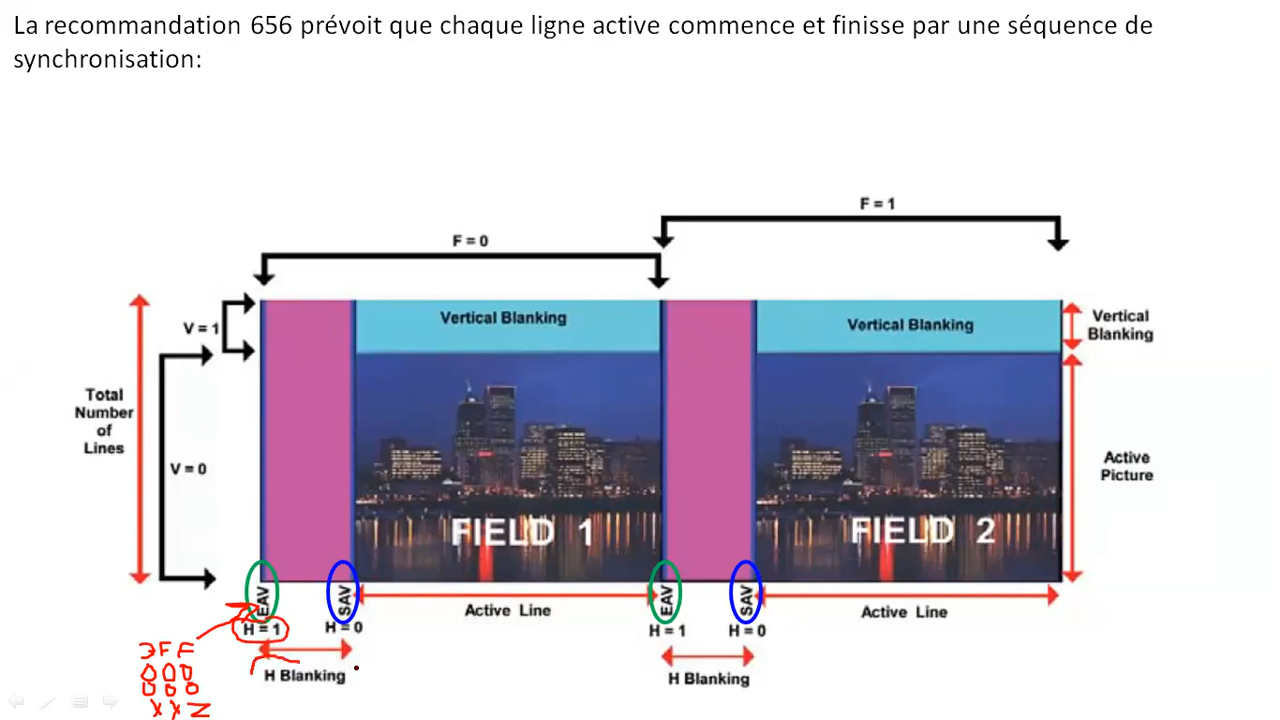 La recommandation 656 prévoit que chaque ligne active commence et finisse par une séquence de
synchronisation:
F = 1
F = 0
V = 1
Vertical Blanking
Vertical Blanking
Vertical
Blanking
Total
Number
of
Lines
V = 0
Active
Picture
FIELD 1
FIELD 2
EAV
SAV
EAV
SAV
Active Line
Active Line
H = 1
H = 0
H = 1
H = 0
H Blanking
H Blanking
3FF
000
000
XXZ